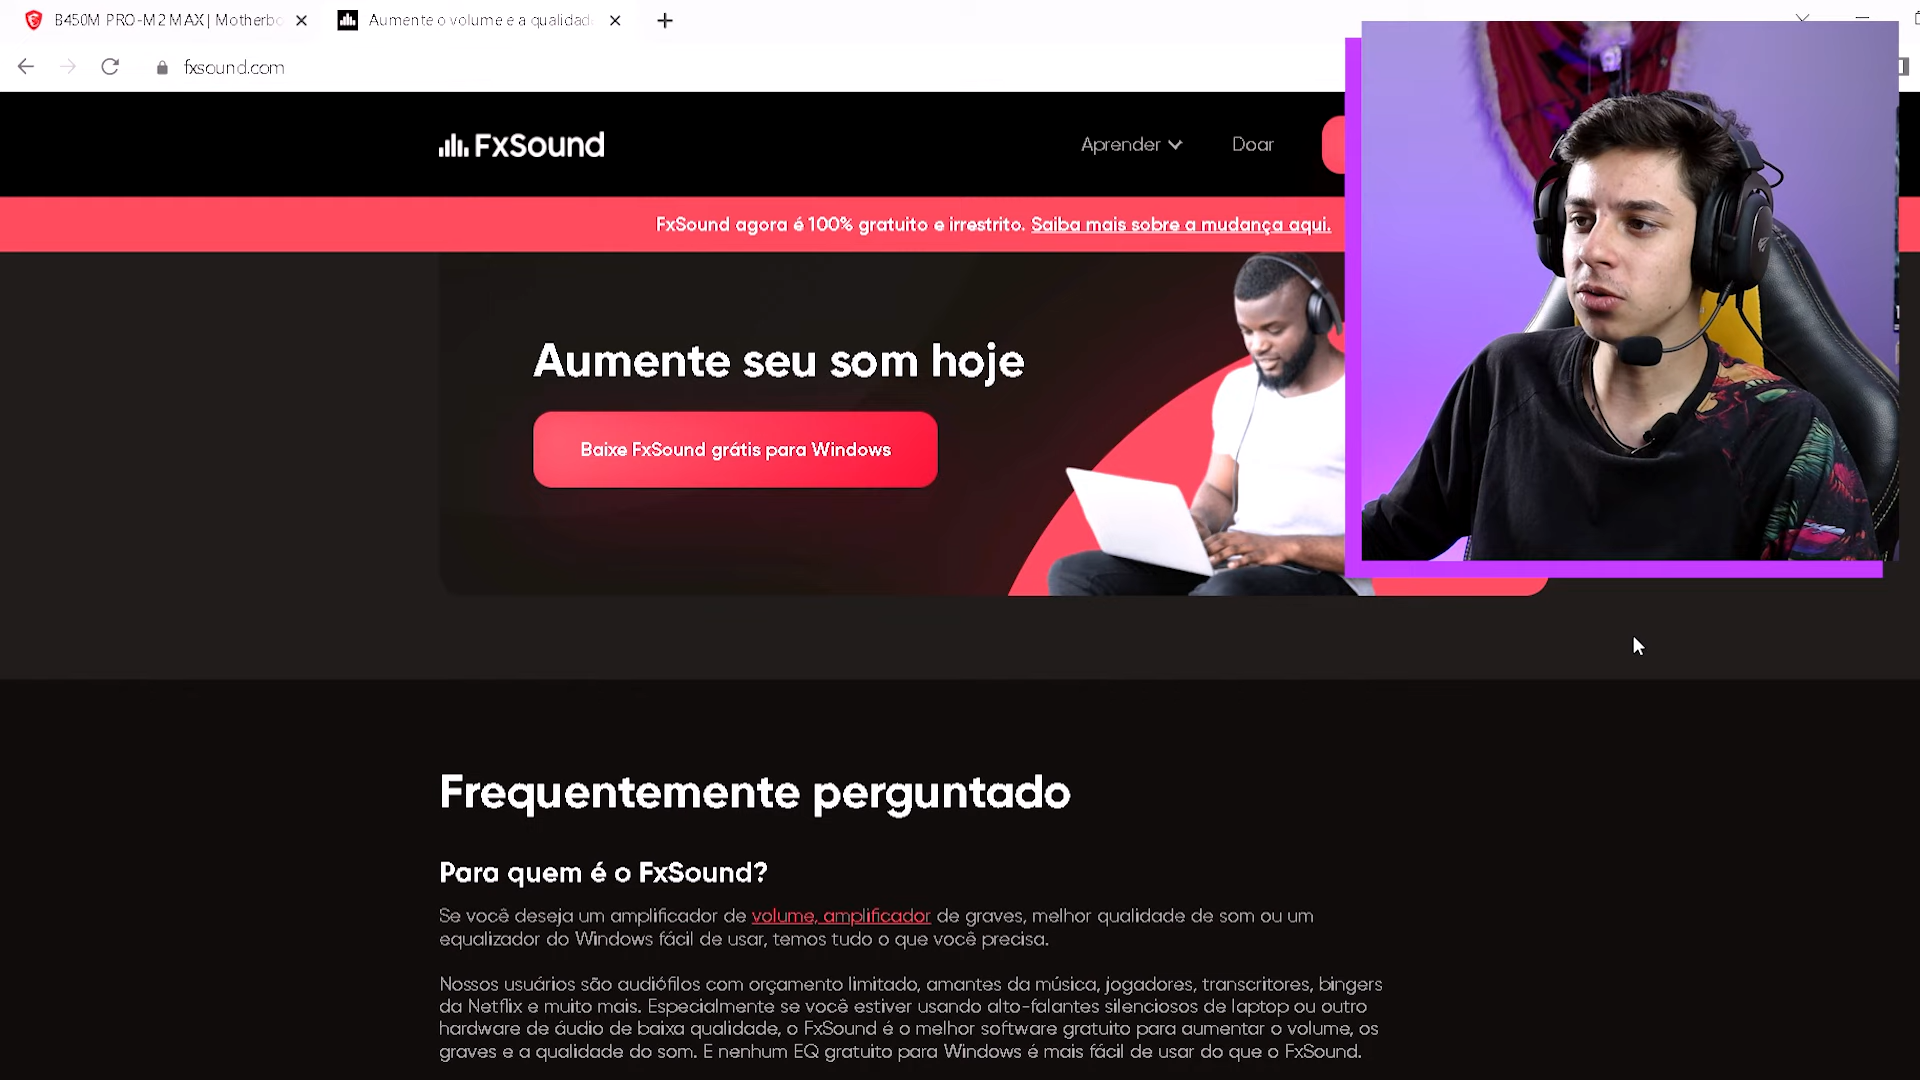 B450M PRO-M2 MAX | Motherbo
Aumente o volume e a qualidad
fxsound.com
FxSound
Aprender
Doar
FxSound agora é 100% gratuito e irrestrito. Saiba mais sobre a mudança aqui.
Aumente seu som hoje
Baixe FxSound grátis para Windows
Frequentemente perguntado
Para quem é o FxSound?
Se você deseja um amplificador de volume, amplificador de graves, melhor qualidade de som ou um
equalizador do Windows fácil de usar, temos tudo o que você precisa.
Nossos usuários são audiófilos com orçamento limitado, amantes da música, jogadores, transcritores, bingers
da Netflix e muito mais. Especialmente se você estiver usando alto-falantes silenciosos de laptop ou outro
hardware de áudio de baixa qualidade, o FxSound é o melhor software gratuito para aumentar o volume, os
graves e a qualidade do som. E nenhum EQ gratuito para Windows é mais fácil de usar do que o FxSound.